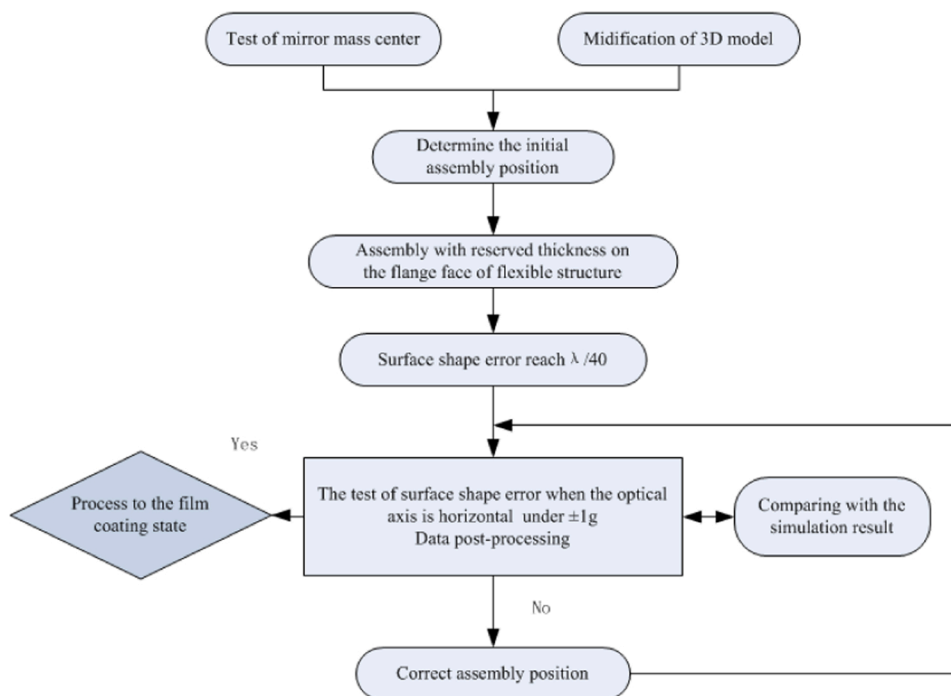 Test of mirror mass center
Midification of 3D model
Determine the initial
assembly position
Assembly with reserved thickness on
the flange face of flexible structure
Surface shape error reach λ/40
Yes
Process to the film
coating state
The test of surface shape error when the optical
axis is horizontal under ±1g
Data post-processing
Comparing with the
simulation result
No
Correct assembly position